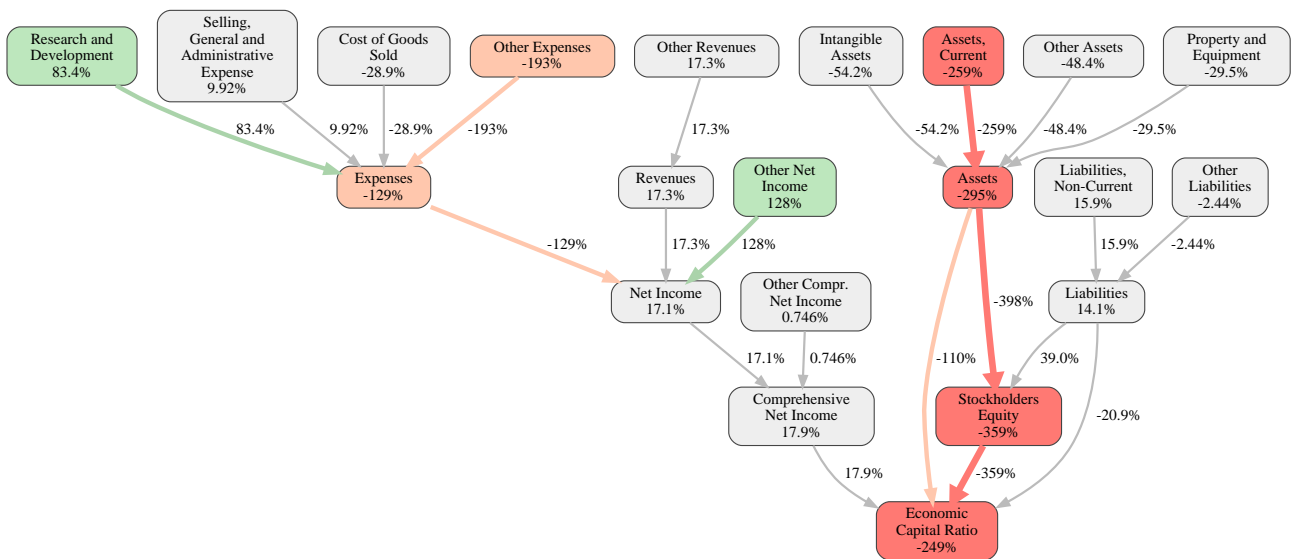 Research and
Development
83.4%
Selling,
General and
Administrative
Expense
9.92%
Cost of Goods
Sold
-28.9%
Other Expenses
-193%
Other Revenues
17.3%
Intangible
Assets
-54.2%
Assets,
Current
-259%
Other Assets
-48.4%
Property and
Equipment
-29.5%
83.4%
9.92%
-28.9%
-193%
17.3%
-54.2%
-259%
-48.4%
-29.5%
Expenses
-129%
Revenues
17.3%
Other Net
Income
128%
Assets
-295%
Liabilities,
Non-Current
15.9%
Other
Liabilities
-2.44%
-129%
17.3%
128%
15.9%
-2.44%
Net Income
17.1%
Other Compr.
Net Income
0.746%
-398%
Liabilities
14.1%
17.1%
0.746%
-110%
39.0%
Comprehensive
Net Income
17.9%
Stockholders
Equity
-359%
-20.9%
17.9%
-359%
Economic
Capital Ratio
-249%